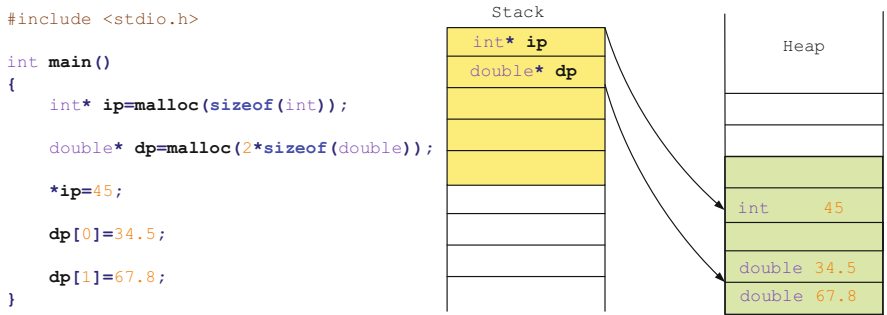 #include <stdio.h>
int main()
{
int* ip=malloc(sizeof(int));
double* dp=malloc(2*sizeof(double));
*ip=45;
dp[0]=34.5;
dp[1]=67.8;
}
Stack
int* ip
double* dp
Heap
int 45
double 34.5
double 67.8